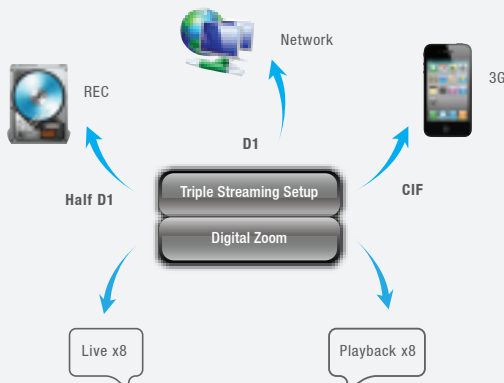 Network
REC
3G
D1
Half D1
Triple Streaming Setup
CIF
Digital Zoom
Live x8
Playback x8